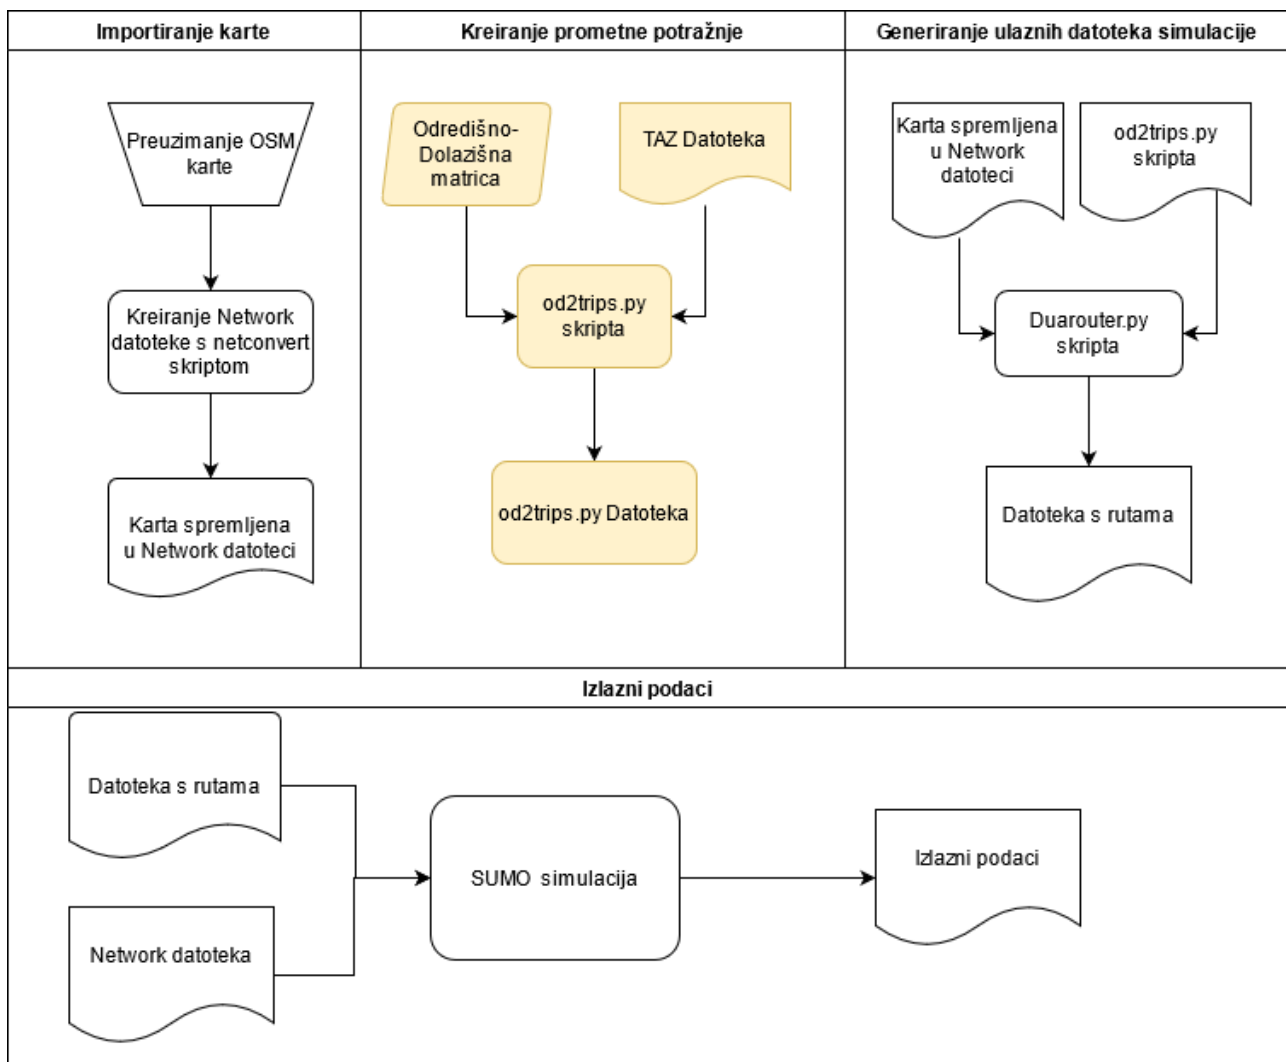 Importiranje karte
Kreiranje prometne potražnje
Generiranje ulaznih datoteka simulacije
Preuzimanje OSM
karte
Kreiranje Network
datoteke s netconvert
skriptom
Karta spremljena
u Network datoteci
Odredišno-
Dolazišna
matrica
TAZ Datoteka
od2trips.py
skripta
od2trips.py Datoteka
Karta spremljena
u Network
datoteci
od2trips.py
skripta
Duarouter.py
skripta
Datoteka s rutama
Izlazni podaci
Datoteka s rutama
Network datoteka
SUMO simulacija
Izlazni podaci